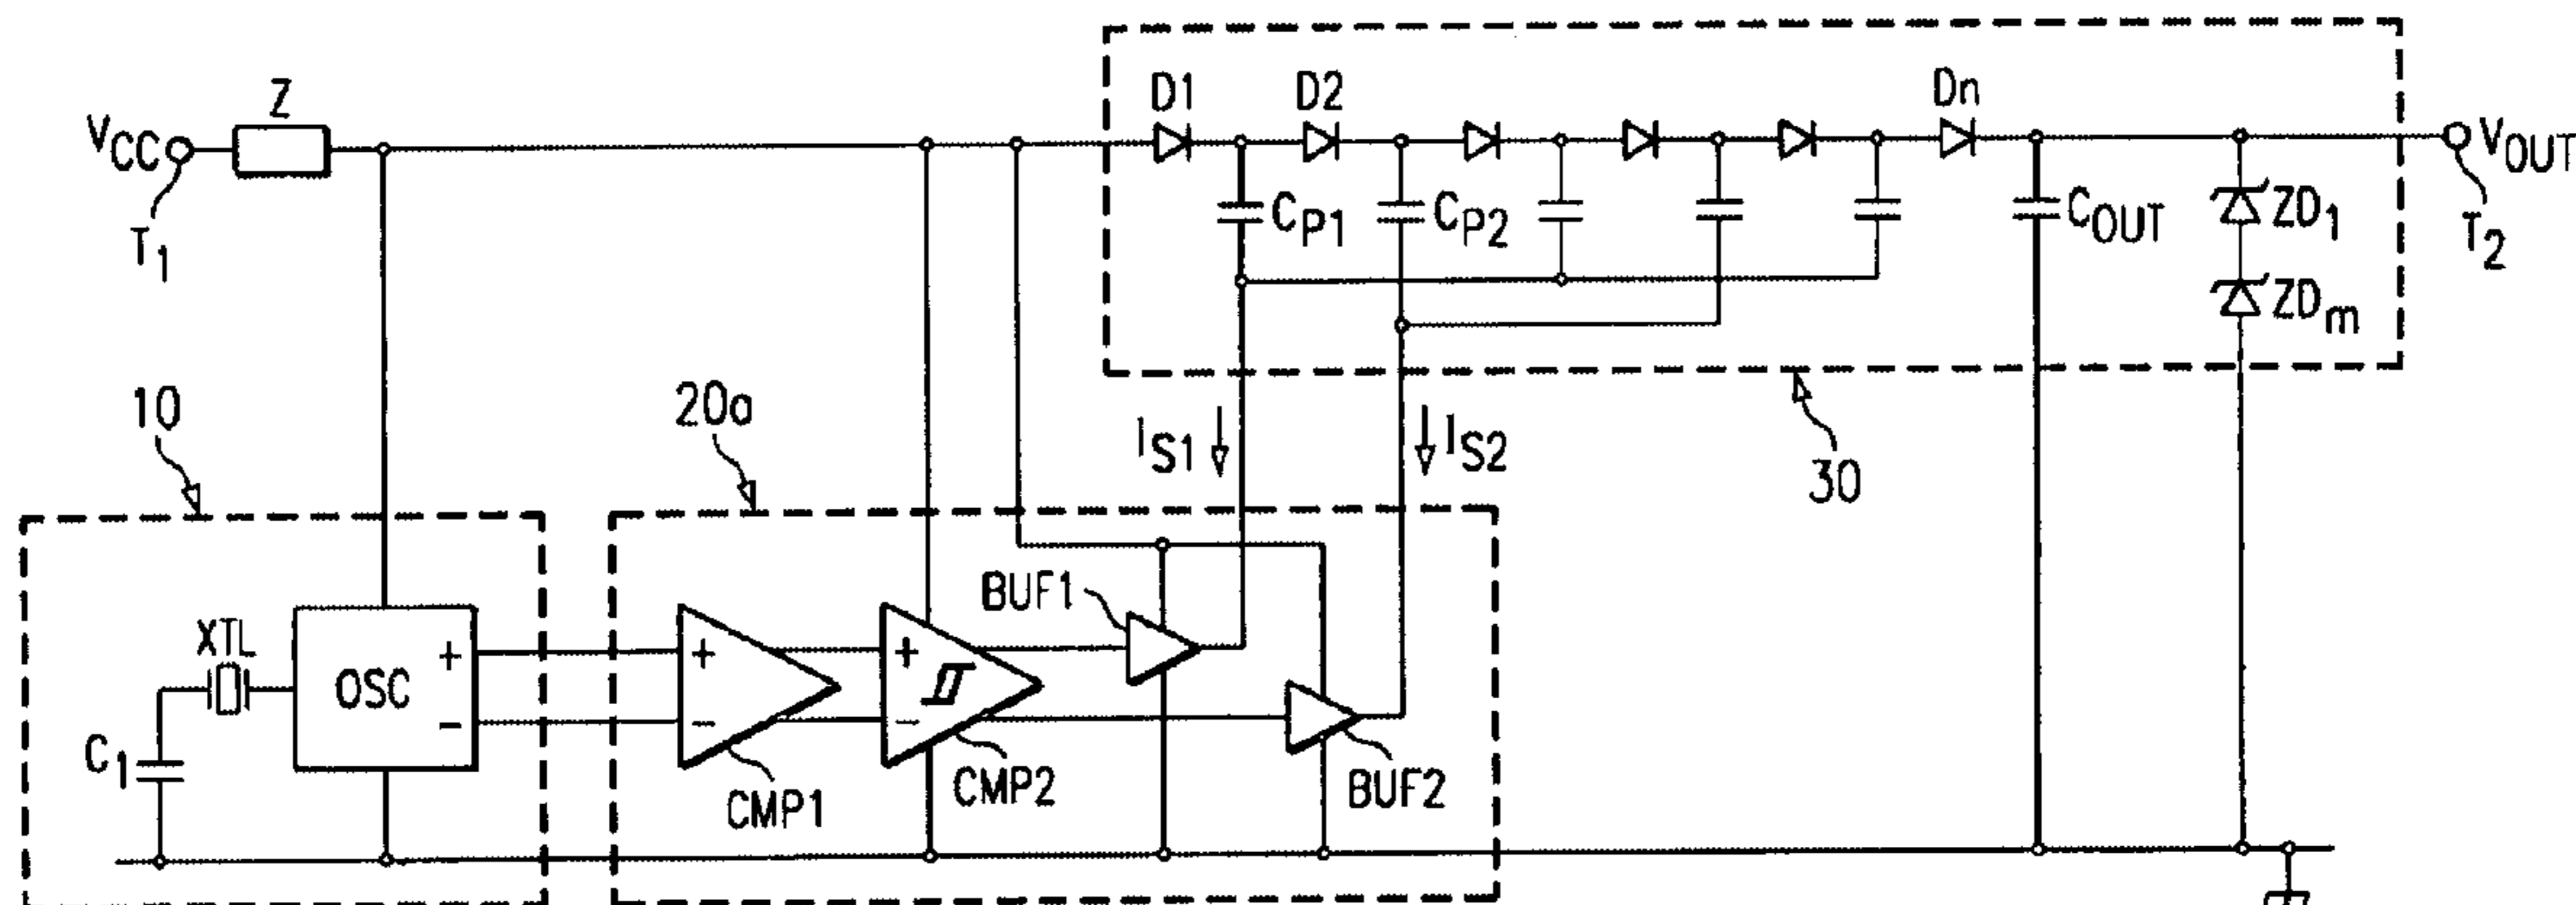 D1 D2 Dn
Z
VCC VOUT
CP1 CP2 COUT ZD1
T1 T2
ZDm
10 20a IS1 IS2 30
BUF1
XTL + + +
OSC
- - -
C1 CMP1 CMP2 BUF2